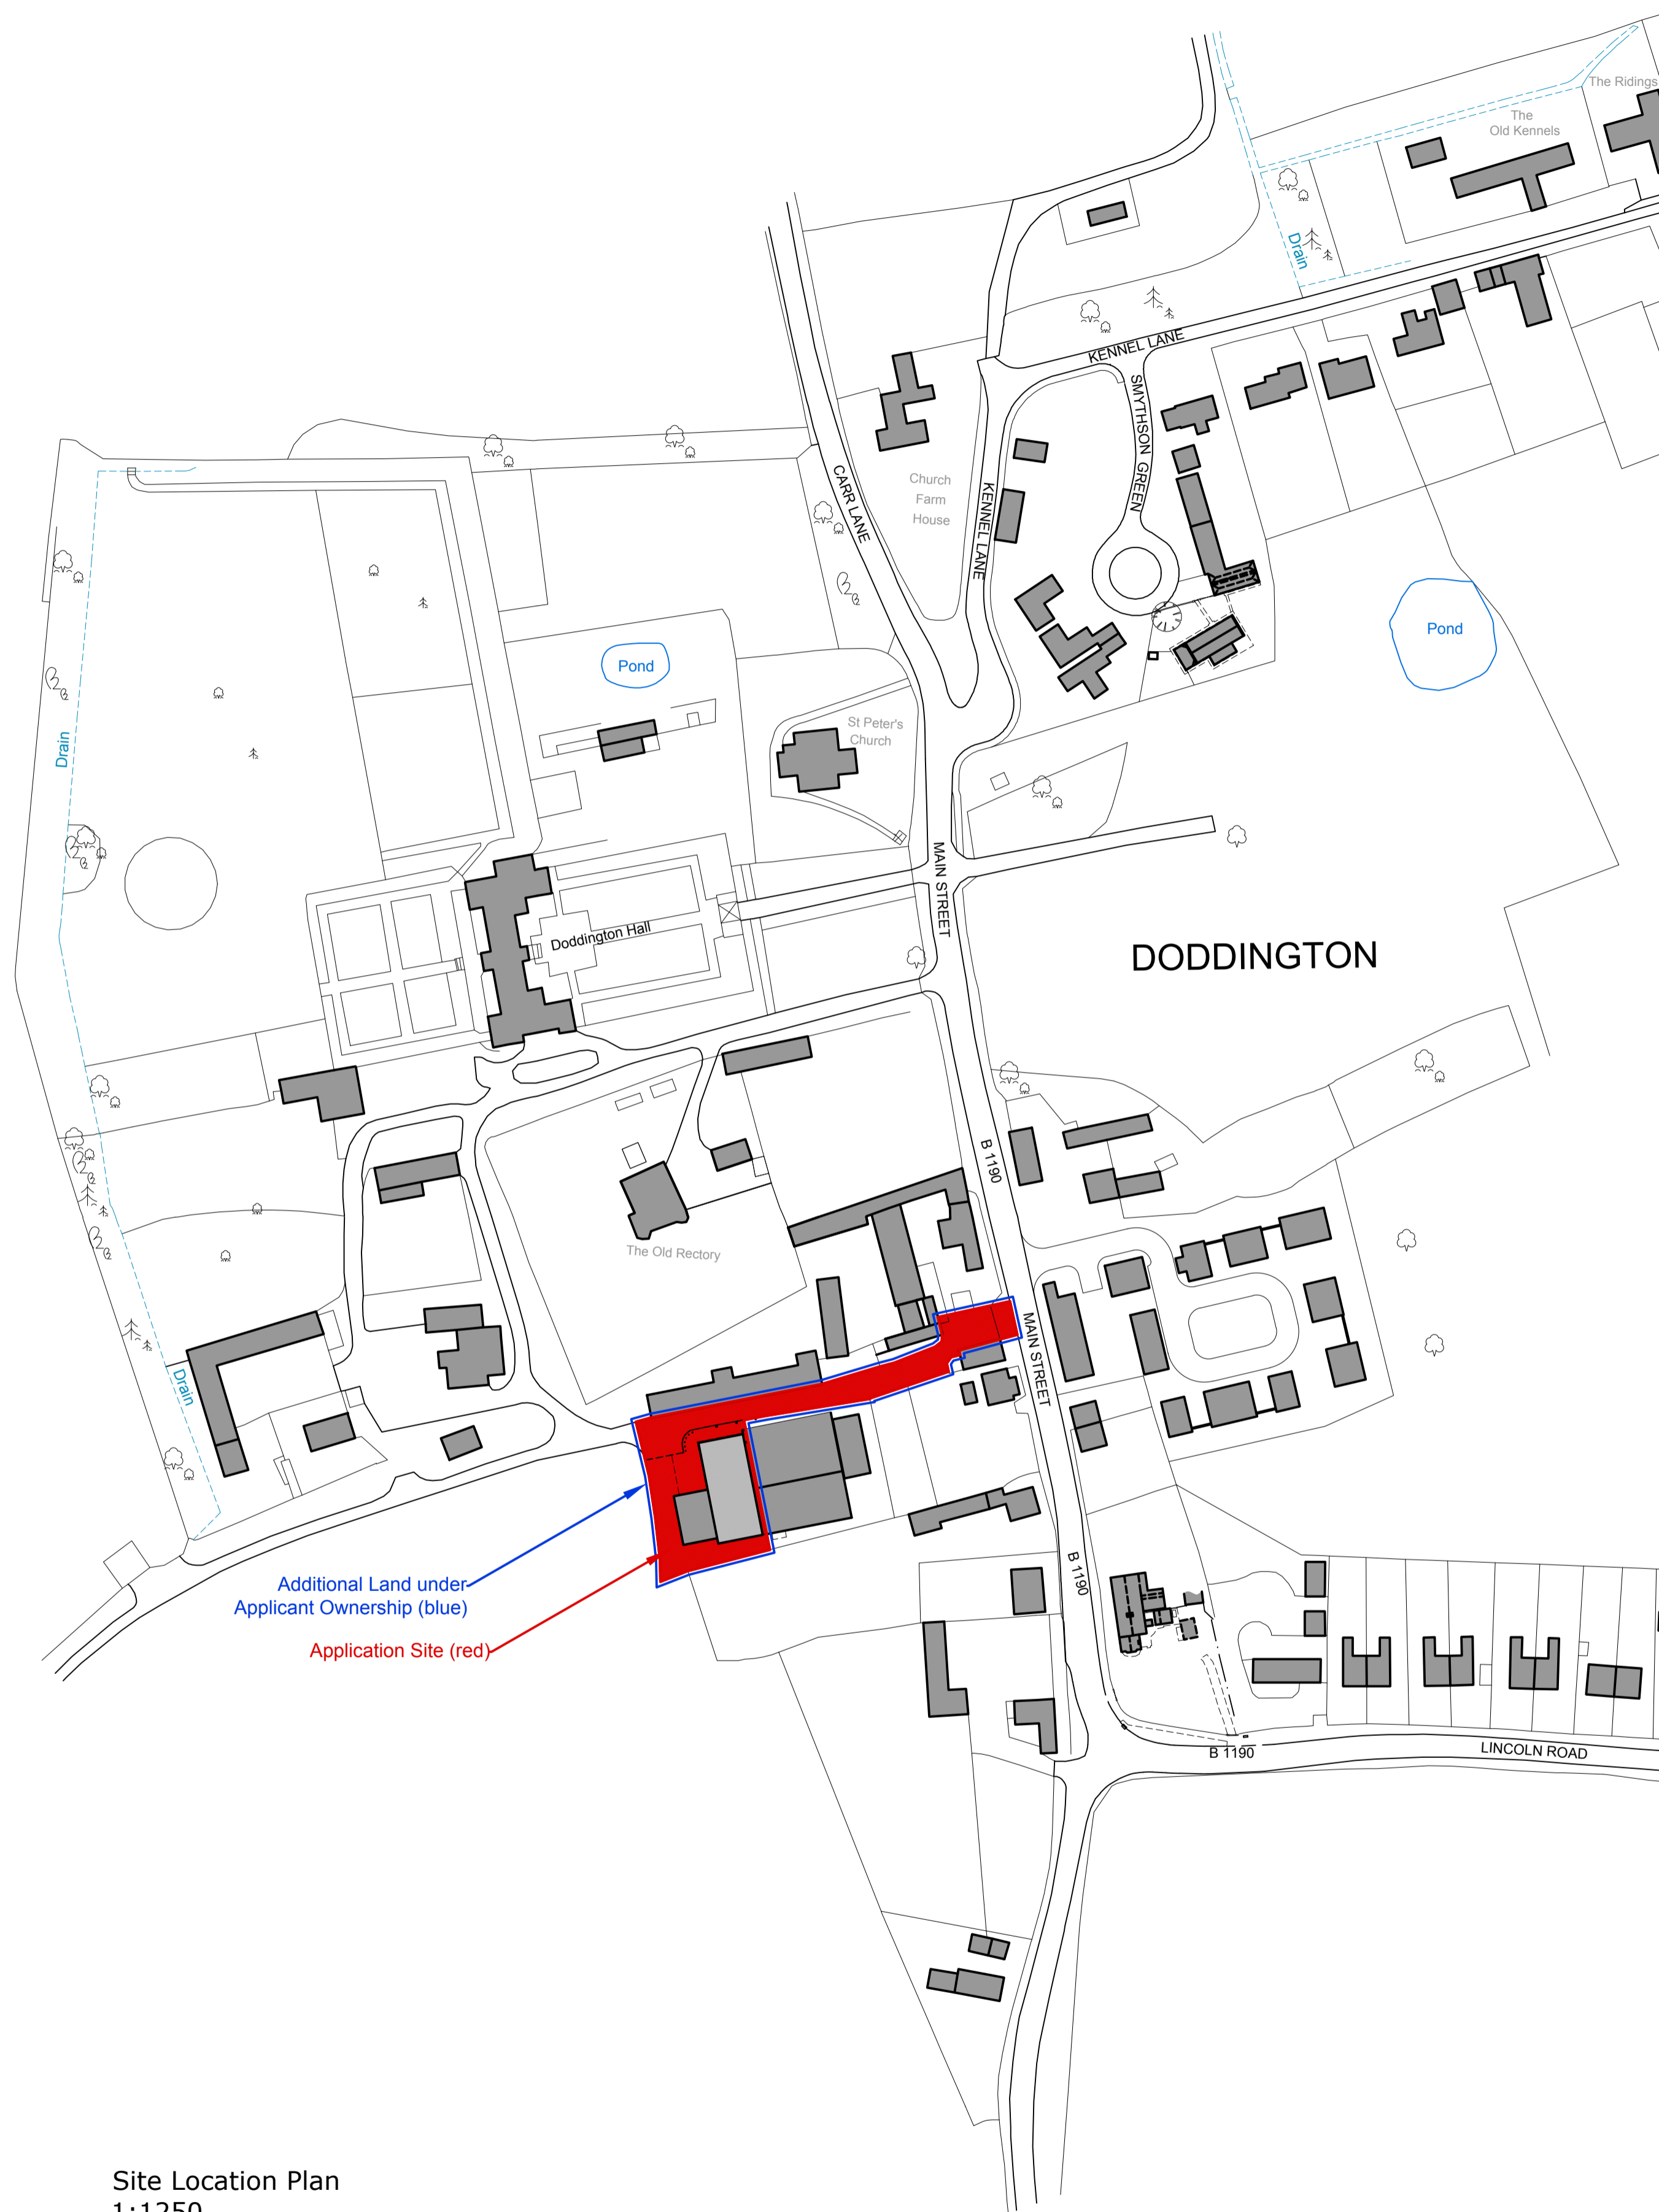 The Ridings
The
Old Kennels
Drain
KENNEL LANE
SMYTHSON GREEN
CARR LANE
Church
Farm
House
KENNEL LANE
Pond
Pond
St Peter's
Church
Drain
MAIN STREET
Doddington Hall
DODDINGTON
B 1190
The Old Rectory
MAIN STREET
Drain
B 1190
Additional Land under
Applicant Ownership (blue)
Application Site (red)
B 1190
LINCOLN ROAD
Site Location Plan
1:1250